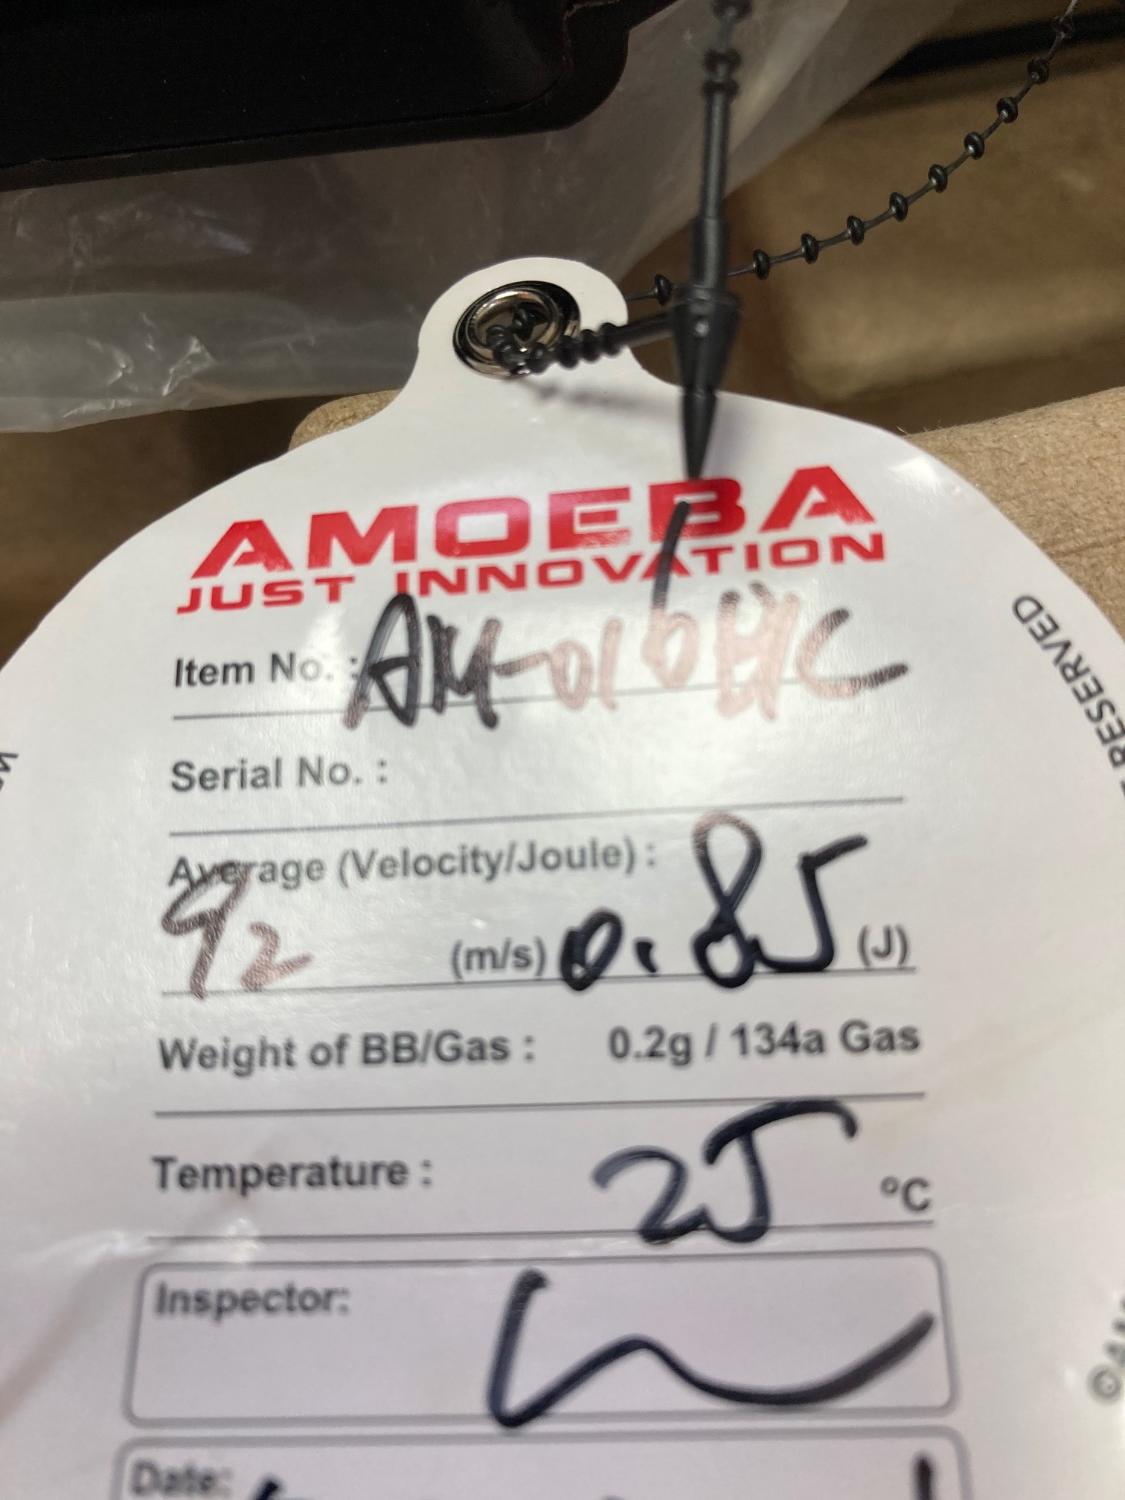 AMOEBA
JUST INNOVATION
Item No. : AM-016HC
Serial No. :
Average (Velocity/Joule) :
92 (m/s) 0.85 (J)
Weight of BB/Gas : 0.2g / 134a Gas
Temperature : 25 °C
Inspector:
Date:
RESERVED